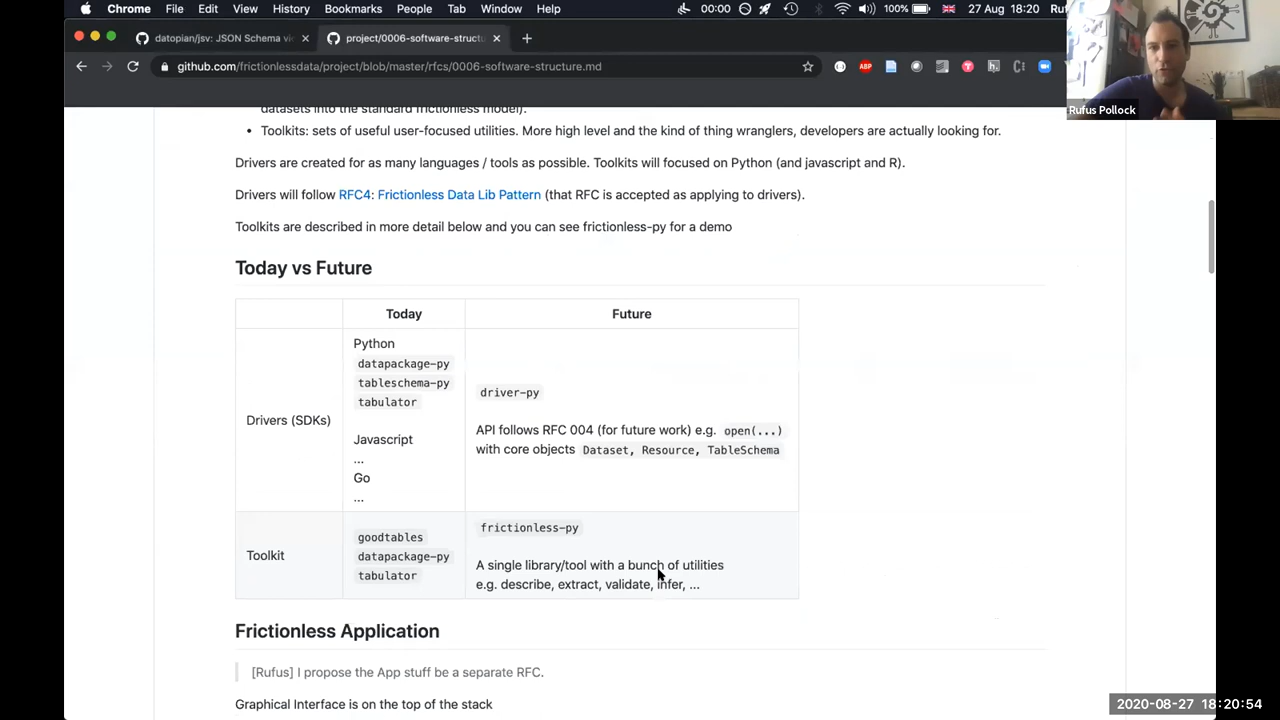 Chrome File Edit View History Bookmarks People Tab Window Help 00:00 100% 27 Aug 18:20
datopian/jsv: JSON Schema vi
project/0006-software-structu
github.com/frictionlessdata/project/blob/master/rfcs/0006-software-structure.md
ABP
Rufus Pollock
datasets into the standard frictionless model).
• Toolkits: sets of useful user-focused utilities. More high level and the kind of thing wranglers, developers are actually looking for.
Drivers are created for as many languages / tools as possible. Toolkits will focused on Python (and javascript and R).
Drivers will follow RFC4: Frictionless Data Lib Pattern (that RFC is accepted as applying to drivers).
Toolkits are described in more detail below and you can see frictionless-py for a demo
Today vs Future
Today Future
Drivers (SDKs)
Python
datapackage-py
tableschema-py
tabulator
Javascript
...
Go
...
driver-py
API follows RFC 004 (for future work) e.g. open(...)
with core objects Dataset, Resource, TableSchema
Toolkit
goodtables
datapackage-py
tabulator
frictionless-py
A single library/tool with a bunch of utilities
e.g. describe, extract, validate, infer, ...
Frictionless Application
[Rufus] I propose the App stuff be a separate RFC.
Graphical Interface is on the top of the stack
2020-08-27 18:20:54